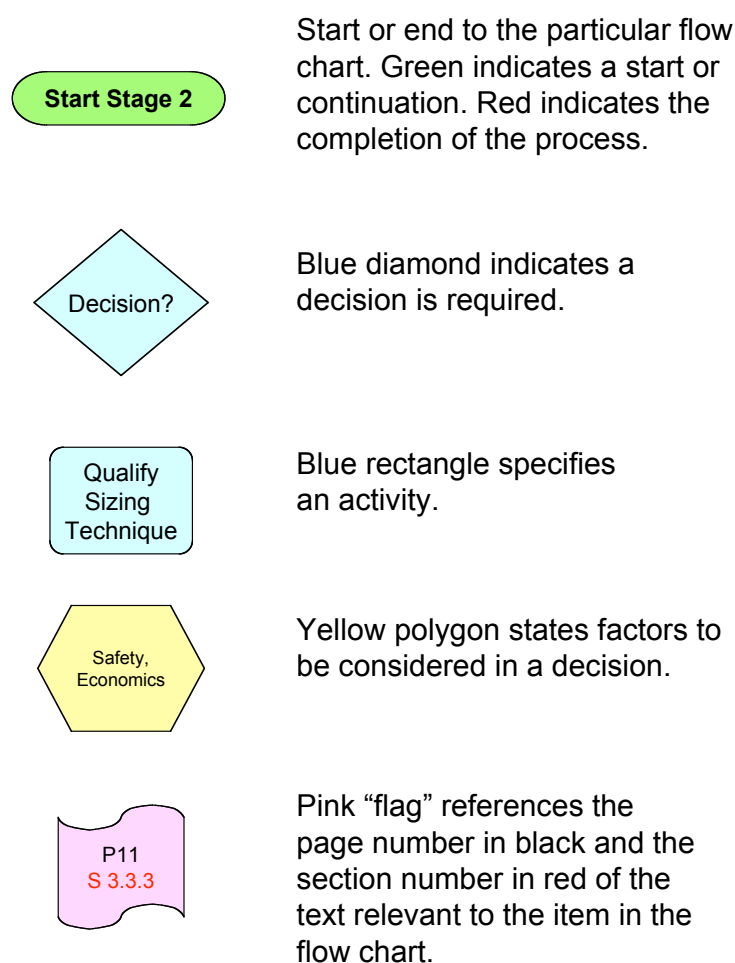 Start Stage 2
Start or end to the particular flow
chart. Green indicates a start or
continuation. Red indicates the
completion of the process.
Decision?
Blue diamond indicates a
decision is required.
Qualify
Sizing
Technique
Blue rectangle specifies
an activity.
Safety,
Economics
Yellow polygon states factors to
be considered in a decision.
P11
S 3.3.3
Pink “flag” references the
page number in black and the
section number in red of the
text relevant to the item in the
flow chart.